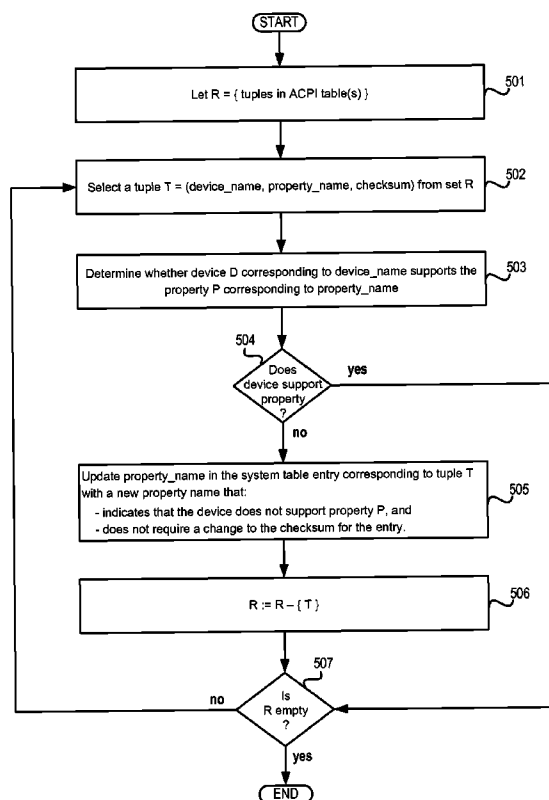 START
Let R = { tuples in ACPI table(s) }
501
Select a tuple T = (device_name, property_name, checksum) from set R
502
Determine whether device D corresponding to device_name supports the
property P corresponding to property_name
503
504
Does
device support
property
?
yes
no
Update property_name in the system table entry corresponding to tuple T
with a new property name that:
- indicates that the device does not support property P, and
- does not require a change to the checksum for the entry.
505
R := R – { T }
506
507
Is
R empty
?
no
yes
END